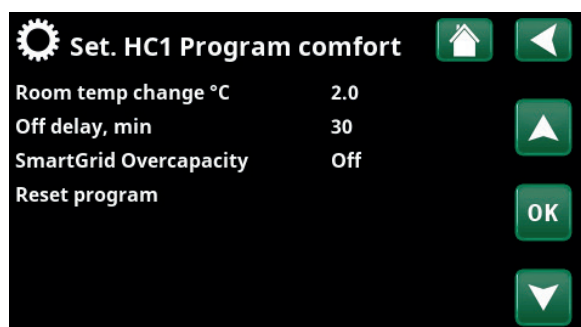 Set. HC1 Program comfort
Room temp change °C 2.0
Off delay, min 30
SmartGrid Overcapacity Off
Reset program
OK